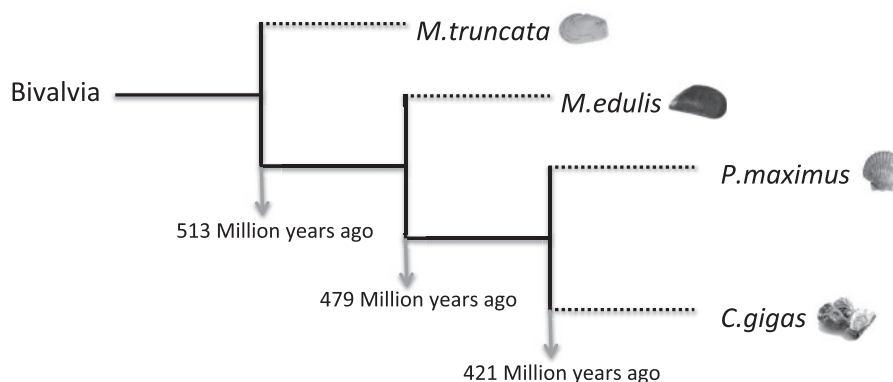 M.truncata
Bivalvia
M.edulis
P.maximus
513 Million years ago
479 Million years ago
C.gigas
421 Million years ago